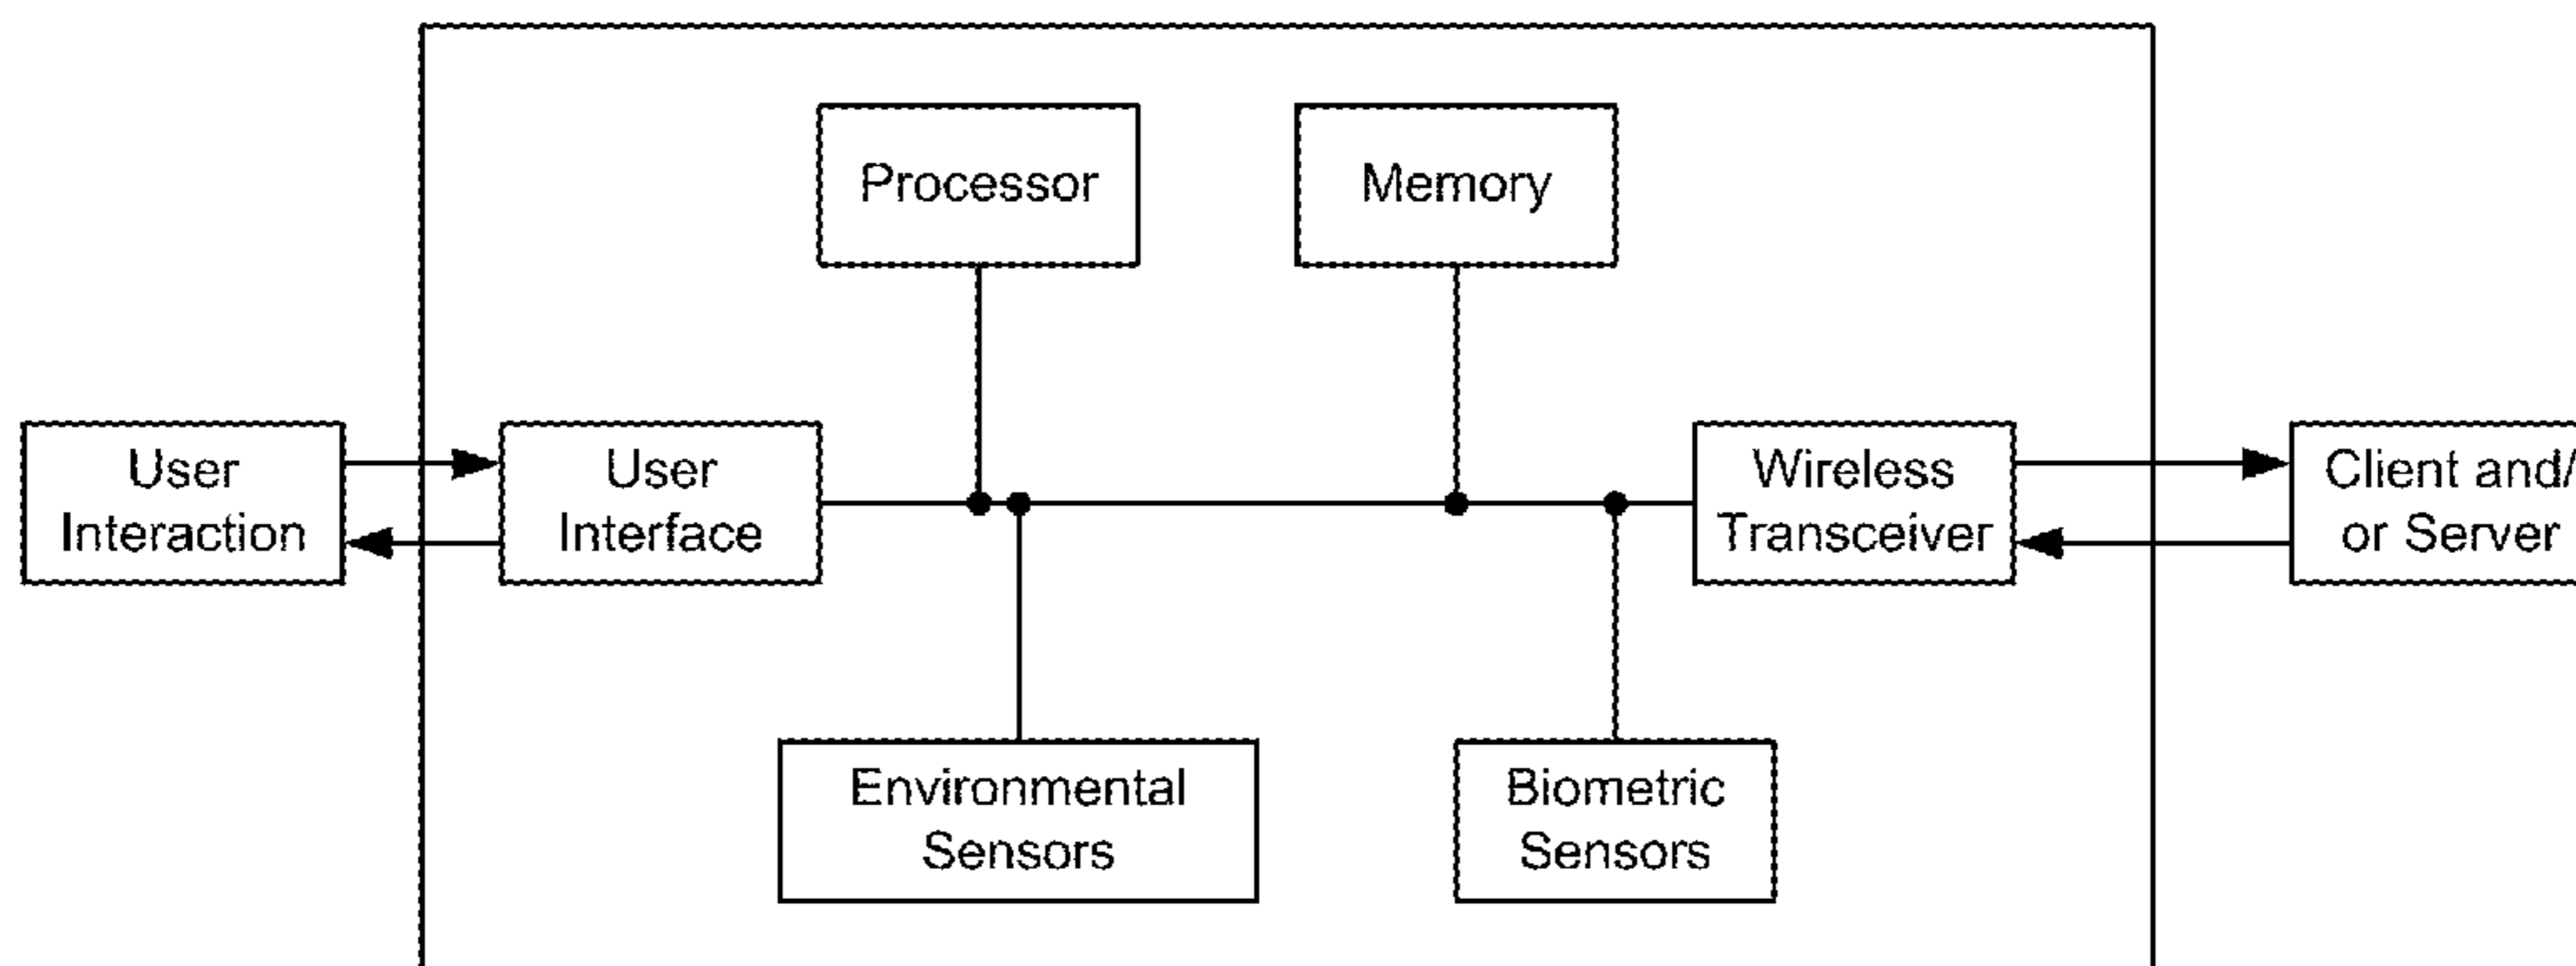 Processor
Memory
User
Interaction
User
Interface
Wireless
Transceiver
Client and/
or Server
Environmental
Sensors
Biometric
Sensors